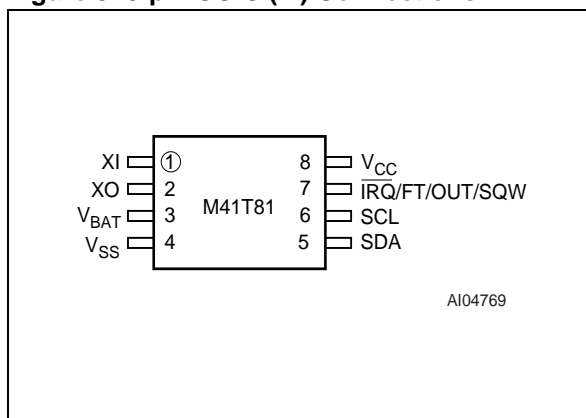 XI 1 8 VCC
XO 2 M41T81 7 IRQ/FT/OUT/SQW
VBAT 3 6 SCL
VSS 4 5 SDA
AI04769